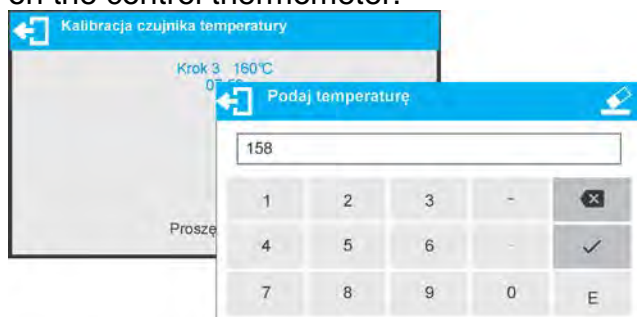 on the control thermometer.
Kalibracja czujnika temperatury
Krok 3 160°C
Podaj temperaturę
158
1 2 3 -
4 5 6 .
7 8 9 0 E
Proszę